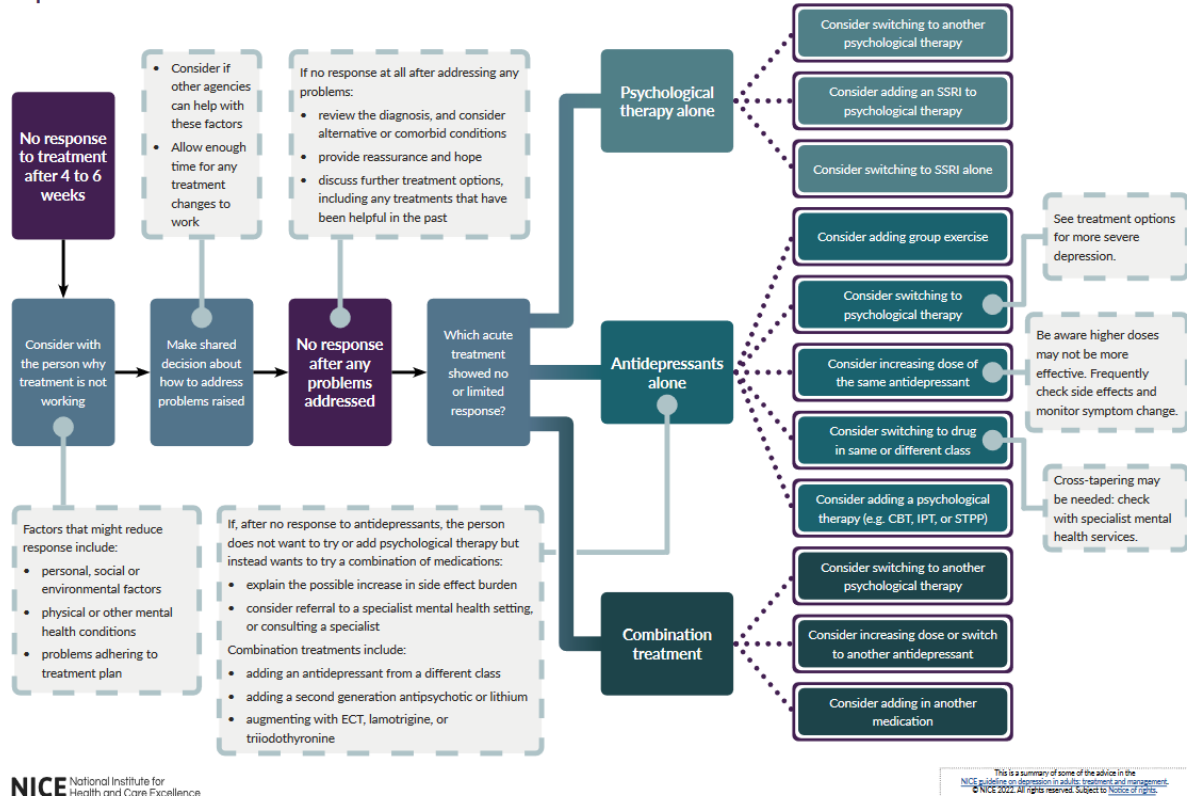 No response
to treatment
after 4 to 6
weeks
• Consider if
other agencies
can help with
these factors
• Allow enough
time for any
treatment
changes to
work
If no response at all after addressing any
problems:
• review the diagnosis, and consider
alternative or comorbid conditions
• provide reassurance and hope
• discuss further treatment options,
including any treatments that have
been helpful in the past
Consider with
the person why
treatment is not
working
Make shared
decision about
how to address
problems raised
No response
after any
problems
addressed
Which acute
treatment
showed no
or limited
response?
Factors that might reduce
response include:
• personal, social or
environmental factors
• physical or other mental
health conditions
• problems adhering to
treatment plan
If, after no response to antidepressants, the person
does not want to try or add psychological therapy but
instead wants to try a combination of medications:
• explain the possible increase in side effect burden
• consider referral to a specialist mental health setting,
or consulting a specialist
Combination treatments include:
• adding an antidepressant from a different class
• adding a second generation antipsychotic or lithium
• augmenting with ECT, lamotrigine, or
triiodothyronine
Psychological
therapy alone
Consider switching to another
psychological therapy
Consider adding an SSRI to
psychological therapy
Consider switching to SSRI alone
Antidepressants
alone
Consider adding group exercise
Consider switching to
psychological therapy
Consider increasing dose of
the same antidepressant
Consider switching to drug
in same or different class
Consider adding a psychological
therapy (e.g. CBT, IPT, or STPP)
See treatment options
for more severe
depression.
Be aware higher doses
may not be more
effective. Frequently
check side effects and
monitor symptom change.
Cross-tapering may
be needed: check
with specialist mental
health services.
Combination
treatment
Consider switching to another
psychological therapy
Consider increasing dose or switch
to another antidepressant
Consider adding in another
medication
NICE National Institute for
Health and Care Excellence
This is a summary of some of the advice in the
NICE guideline on depression in adults: treatment and management.
© NICE 2022. All rights reserved. Subject to Notice of rights.